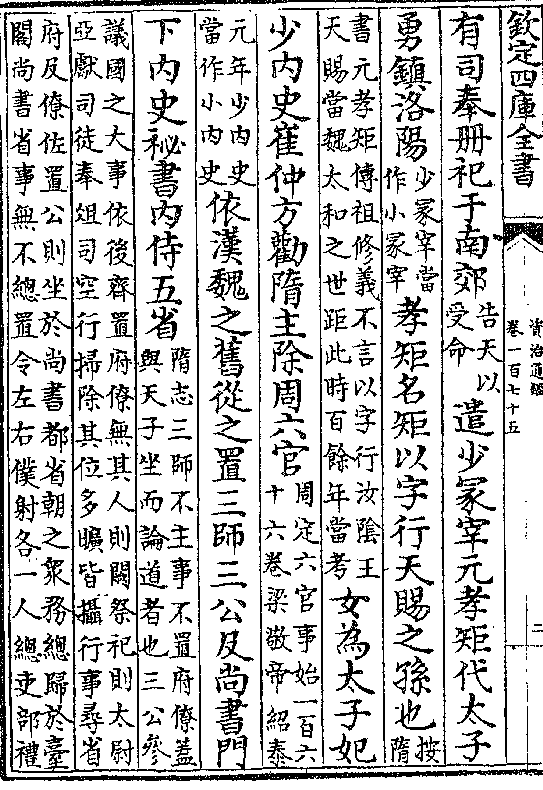 欽定四庫全書
資治通鑑
卷一百七十五
二
有司奉冊祀于南郊
告天以
受命
遣少冢宰元孝矩代太子
勇鎮洛陽
少冢宰當
作小冢宰
孝矩名矩以字行天賜之孫也
按
隋
書元孝矩傳祖修義不言以字行汝陰王
天賜當魏太和之世距此時百餘年當考
女為太子妃
少内史崔仲方勸隋主除周六官
周定六官事始一百六
十六卷梁敬帝紹泰
元年少内史
當作小内史
依漢魏之舊從之置三師三公及尚書門
下内史祕書内侍五省
隋志三師不主事不置府僚蓋
與天子坐而論道者也三公參
議國之大事依後齊置府僚無其人則闕祭祀則太尉
亞獻司徒奉俎司空行掃除其位多曠皆攝行事尋省
府及僚佐置公則坐於尚書都省朝之衆務總歸於臺
閣尚書省事無不總置令左右僕射各一人總吏部禮